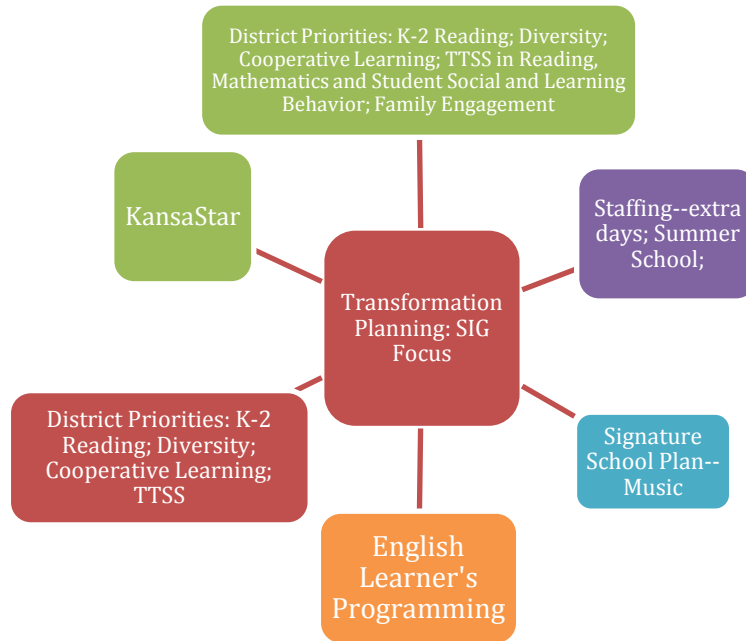 District Priorities: K-2 Reading; Diversity;
Cooperative Learning; TTSS in Reading,
Mathematics and Student Social and Learning
Behavior; Family Engagement
KansaStar
Staffing--extra
days; Summer
School;
Transformation
Planning: SIG
Focus
District Priorities: K-2
Reading; Diversity;
Cooperative Learning;
TTSS
Signature
School Plan--
Music
English
Learner's
Programming